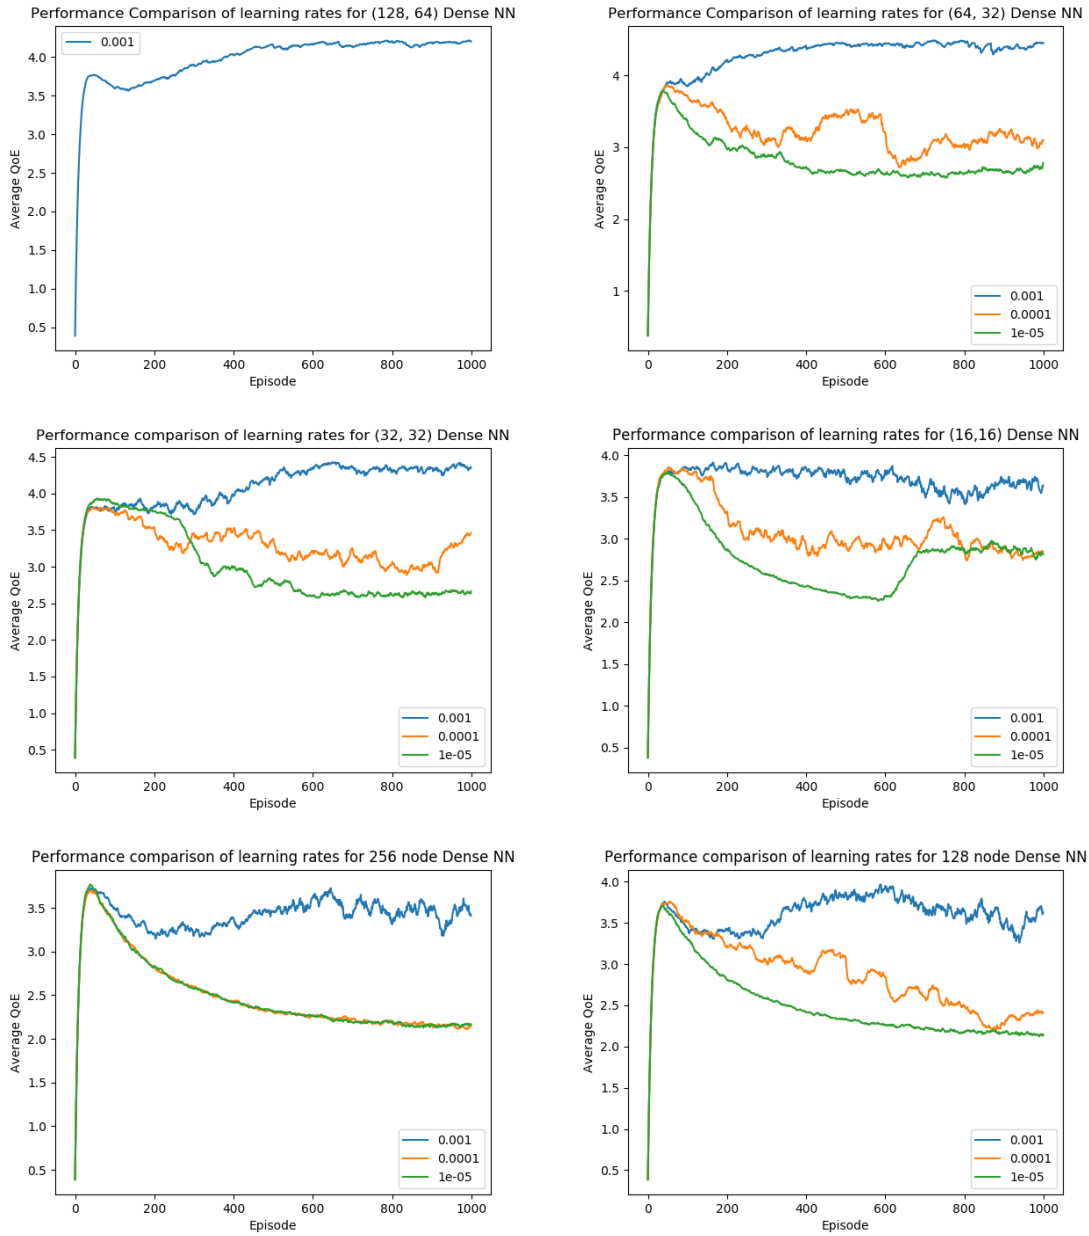 Performance Comparison of learning rates for (128, 64) Dense NN
0.001
4.0
3.5
3.0
2.5
2.0
1.5
1.0
0.5
Average QoE
0 200 400 600 800 1000
Episode
Performance Comparison of learning rates for (64, 32) Dense NN
4
3
2
1
Average QoE
0.001
0.0001
1e-05
0 200 400 600 800 1000
Episode
Performance comparison of learning rates for (32, 32) Dense NN
4.5
4.0
3.5
3.0
2.5
2.0
1.5
1.0
0.5
Average QoE
0.001
0.0001
1e-05
0 200 400 600 800 1000
Episode
Performance comparison of learning rates for (16,16) Dense NN
4.0
3.5
3.0
2.5
2.0
1.5
1.0
0.5
Average QoE
0.001
0.0001
1e-05
0 200 400 600 800 1000
Episode
Performance comparison of learning rates for 256 node Dense NN
3.5
3.0
2.5
2.0
1.5
1.0
0.5
Average QoE
0.001
0.0001
1e-05
0 200 400 600 800 1000
Episode
Performance comparison of learning rates for 128 node Dense NN
4.0
3.5
3.0
2.5
2.0
1.5
1.0
0.5
Average QoE
0.001
0.0001
1e-05
0 200 400 600 800 1000
Episode